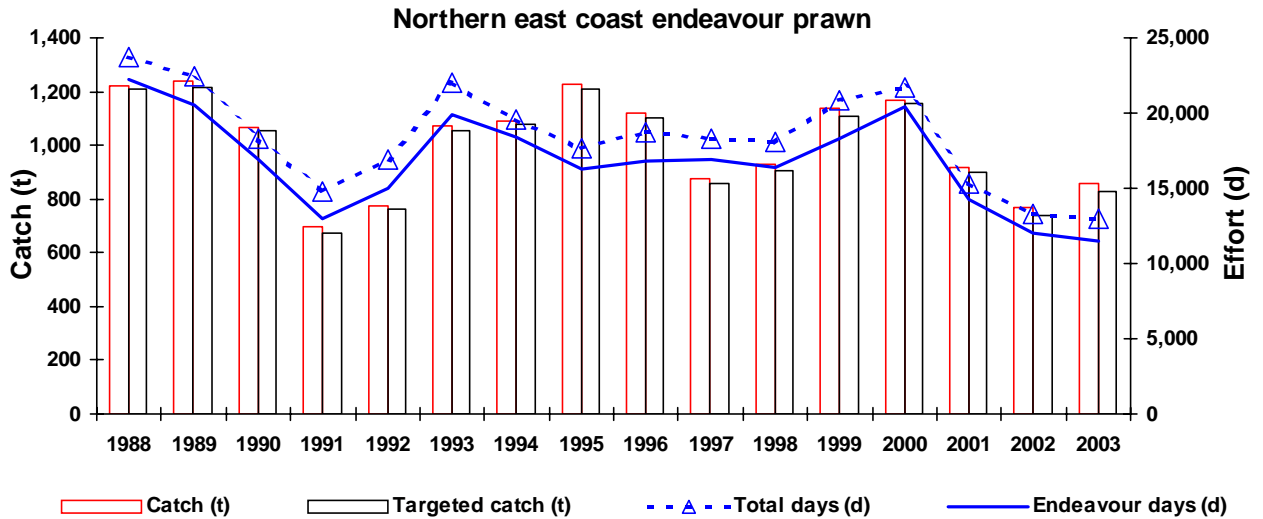 Northern east coast endeavour prawn
1,400
1,200
1,000
800
600
400
200
0
Catch (t)
25,000
20,000
15,000
10,000
5,000
0
Effort (d)
1988 1989 1990 1991 1992 1993 1994 1995 1996 1997 1998 1999 2000 2001 2002 2003
Catch (t) Targeted catch (t) Total days (d) Endeavour days (d)